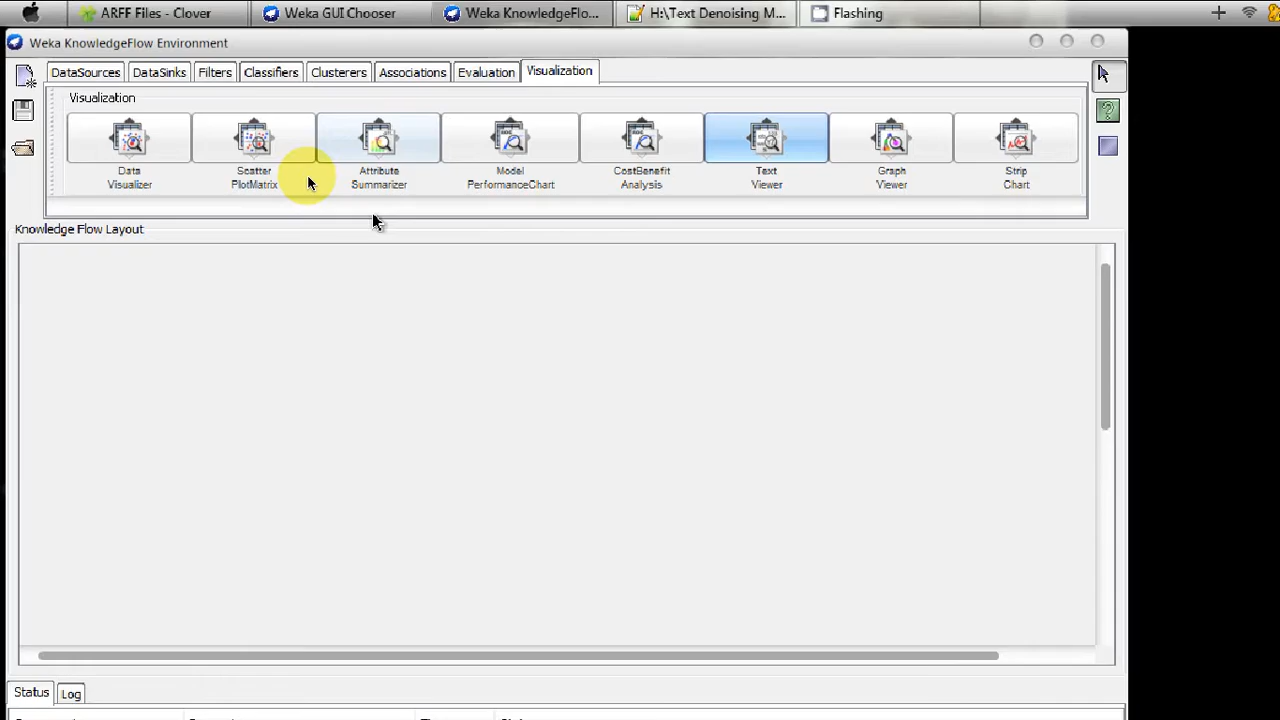 ARFF Files - Clover
Weka GUI Chooser
Weka KnowledgeFlo...
H:\Text Denoising M...
Flashing
Weka KnowledgeFlow Environment
DataSources
DataSinks
Filters
Classifiers
Clusterers
Associations
Evaluation
Visualization
Visualization
Data
Visualizer
Scatter
PlotMatrix
Attribute
Summarizer
Model
PerformanceChart
CostBenefit
Analysis
Text
Viewer
Graph
Viewer
Strip
Chart
Knowledge Flow Layout
Status
Log